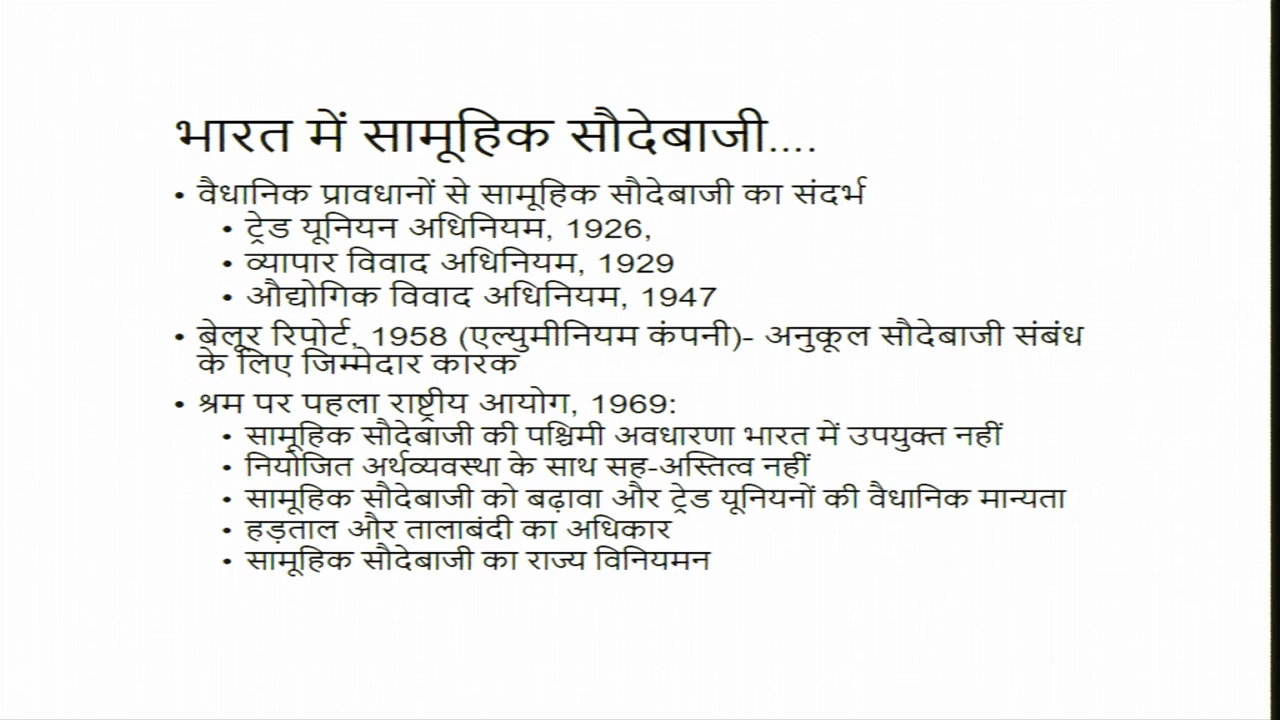 भारत में सामूहिक सौदेबाजी....
• वैधानिक प्रावधानों से सामूहिक सौदेबाजी का संदर्भ
• ट्रेड यूनियन अधिनियम, 1926,
• व्यापार विवाद अधिनियम, 1929
• औद्योगिक विवाद अधिनियम, 1947
• बेलूर रिपोर्ट, 1958 (एल्युमीनियम कंपनी)- अनुकूल सौदेबाजी संबंध
के लिए जिम्मेदार कारक
• श्रम पर पहला राष्ट्रीय आयोग, 1969:
• सामूहिक सौदेबाजी की पश्चिमी अवधारणा भारत में उपयुक्त नहीं
• नियोजित अर्थव्यवस्था के साथ सह-अस्तित्व नहीं
• सामूहिक सौदेबाजी को बढ़ावा और ट्रेड यूनियनों की वैधानिक मान्यता
• हड़ताल और तालाबंदी का अधिकार
• सामूहिक सौदेबाजी का राज्य विनियमन